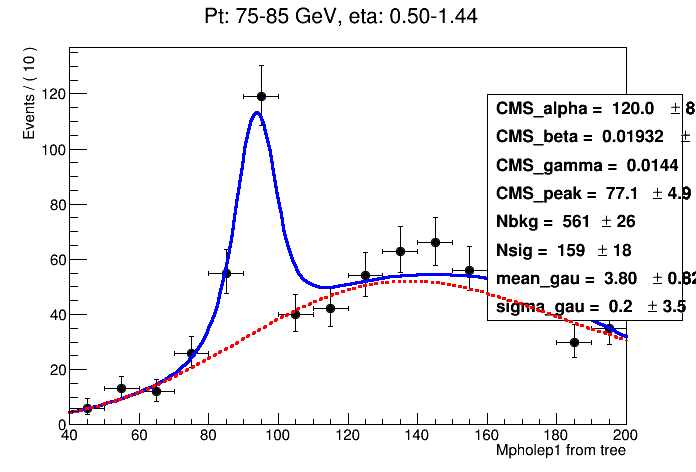 Pt: 75-85 GeV, eta: 0.50-1.44
Events / ( 10 )
120
100
80
60
40
20
0
CMS_alpha = 120.0 ± 8
CMS_beta = 0.01932 ±
CMS_gamma = 0.0144
CMS_peak = 77.1 ± 4.9
Nbkg = 561 ± 26
Nsig = 159 ± 18
mean_gau = 3.80 ± 0.82
sigma_gau = 0.2 ± 3.5
40 60 80 100 120 140 160 180 200
Mpholep1 from tree